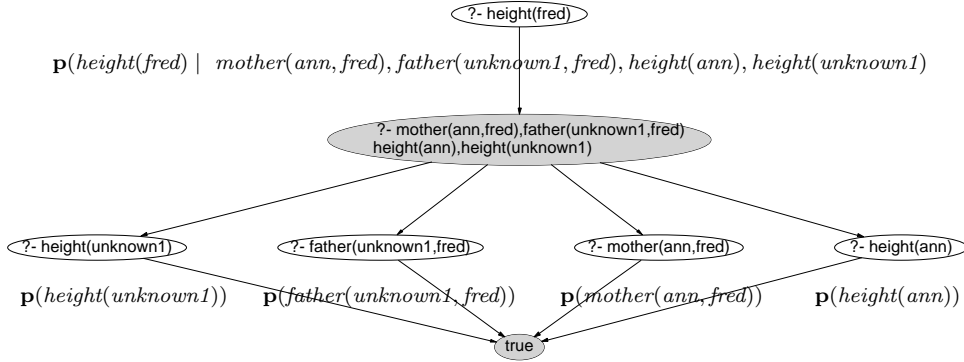 ?- height(fred)
p(height(fred) | mother(ann, fred), father(unknown1, fred), height(ann), height(unknown1)
?- mother(ann,fred),father(unknown1,fred)
height(ann),height(unknown1)
?- height(unknown1) ?- father(unknown1,fred) ?- mother(ann,fred) ?- height(ann)
p(height(unknown1)) p(father(unknown1, fred)) p(mother(ann, fred)) p(height(ann))
true